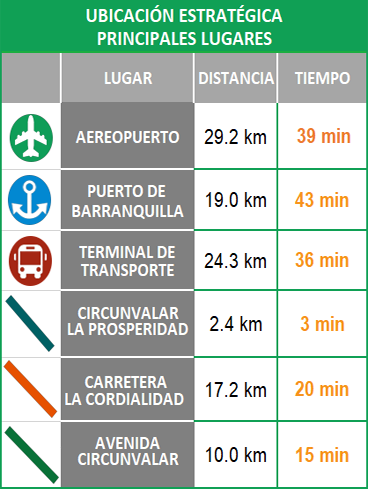 UBICACIÓN ESTRATÉGICA
PRINCIPALES LUGARES
LUGAR DISTANCIA TIEMPO
AEREOPUERTO 29.2 km 39 min
PUERTO DE
BARRANQUILLA 19.0 km 43 min
TERMINAL DE
TRANSPORTE 24.3 km 36 min
CIRCUNVALAR
LA PROSPERIDAD 2.4 km 3 min
CARRETERA
LA CORDIALIDAD 17.2 km 20 min
AVENIDA
CIRCUNVALAR 10.0 km 15 min